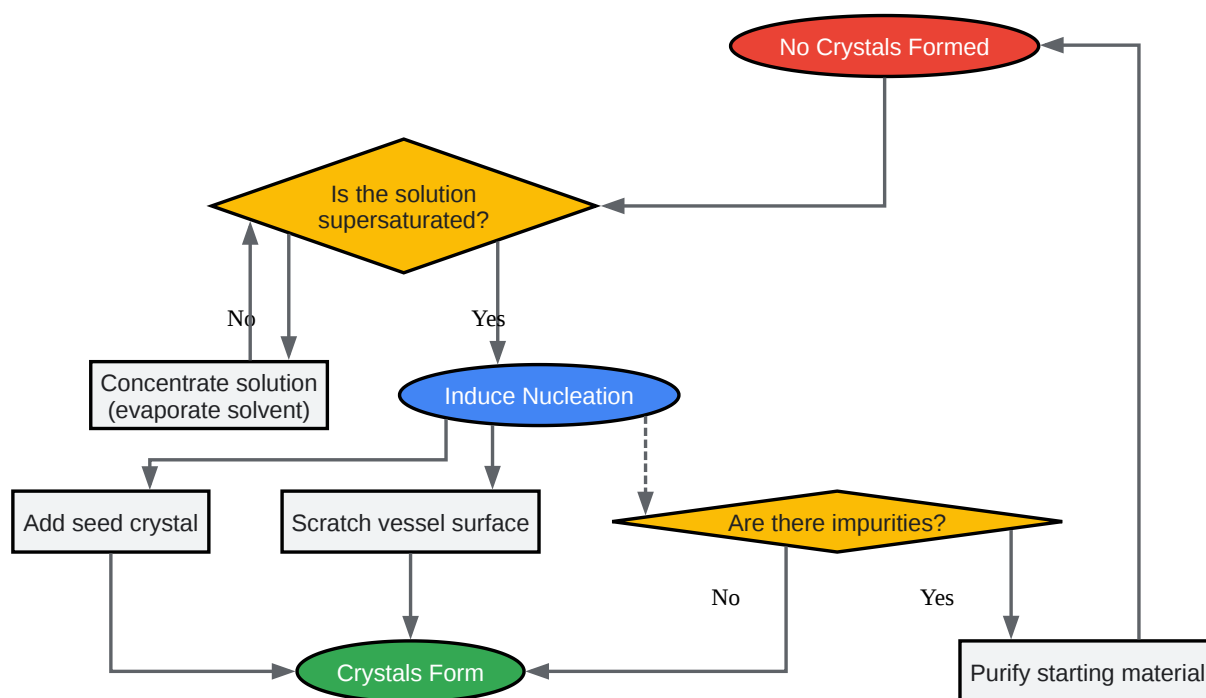 No Crystals Formed
Is the solution
supersaturated?
No
Yes
Concentrate solution
(evaporate solvent)
Induce Nucleation
Add seed crystal
Scratch vessel surface
Are there impurities?
No
Yes
Crystals Form
Purify starting material